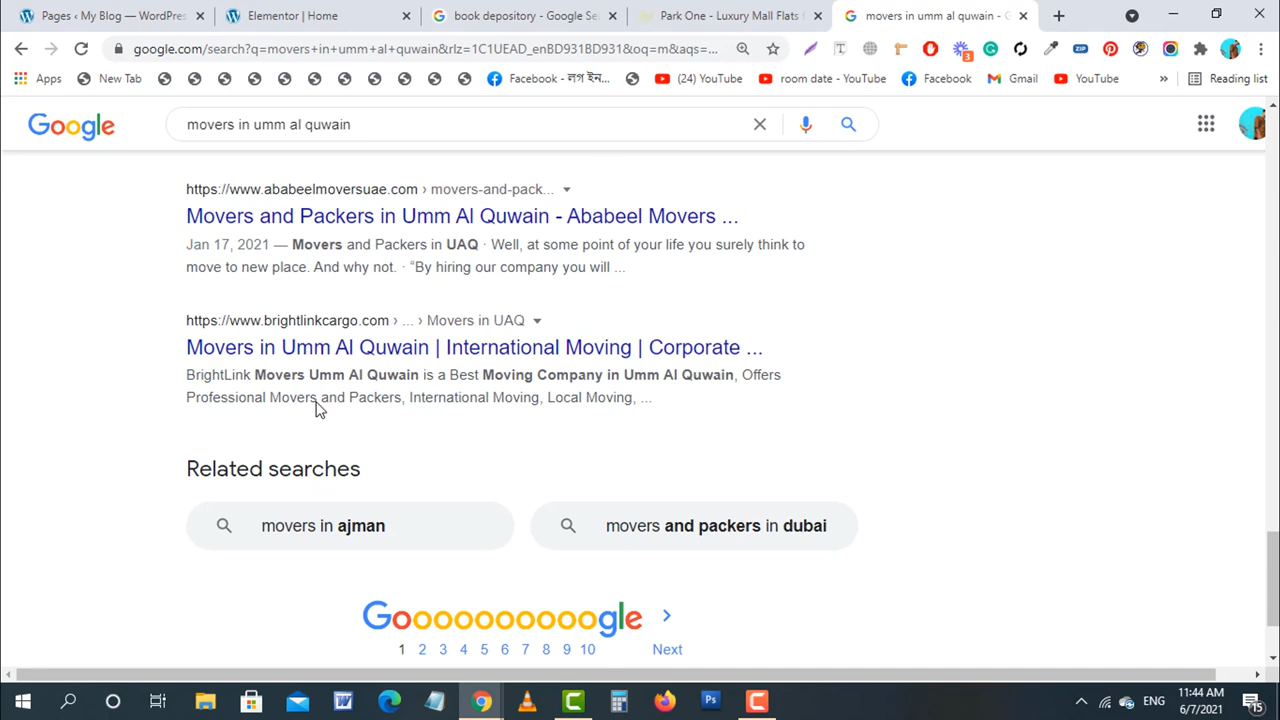 Pages ‹ My Blog — WordPres
Elementor | Home
book depository - Google Se
Park One - Luxury Mall Flats
movers in umm al quwain - G
google.com/search?q=movers+in+umm+al+quwain&rlz=1C1UEAD_enBD931BD931&oq=m&aqs=...
3
Apps
New Tab
Facebook - লগ ইন...
(24) YouTube
room date - YouTube
Facebook
Gmail
YouTube
»
Reading list
Google
movers in umm al quwain
https://www.ababeelmoversuae.com › movers-and-pack...
Movers and Packers in Umm Al Quwain - Ababeel Movers ...
Jan 17, 2021 — Movers and Packers in UAQ · Well, at some point of your life you surely think to
move to new place. And why not. · “By hiring our company you will ...
https://www.brightlinkcargo.com › ... › Movers in UAQ
Movers in Umm Al Quwain | International Moving | Corporate ...
BrightLink Movers Umm Al Quwain is a Best Moving Company in Umm Al Quwain, Offers
Professional Movers and Packers, International Moving, Local Moving, ...
Related searches
movers in ajman
movers and packers in dubai
Goooooooooogle
1 2 3 4 5 6 7 8 9 10 Next
ENG
11:44 AM
6/7/2021
15